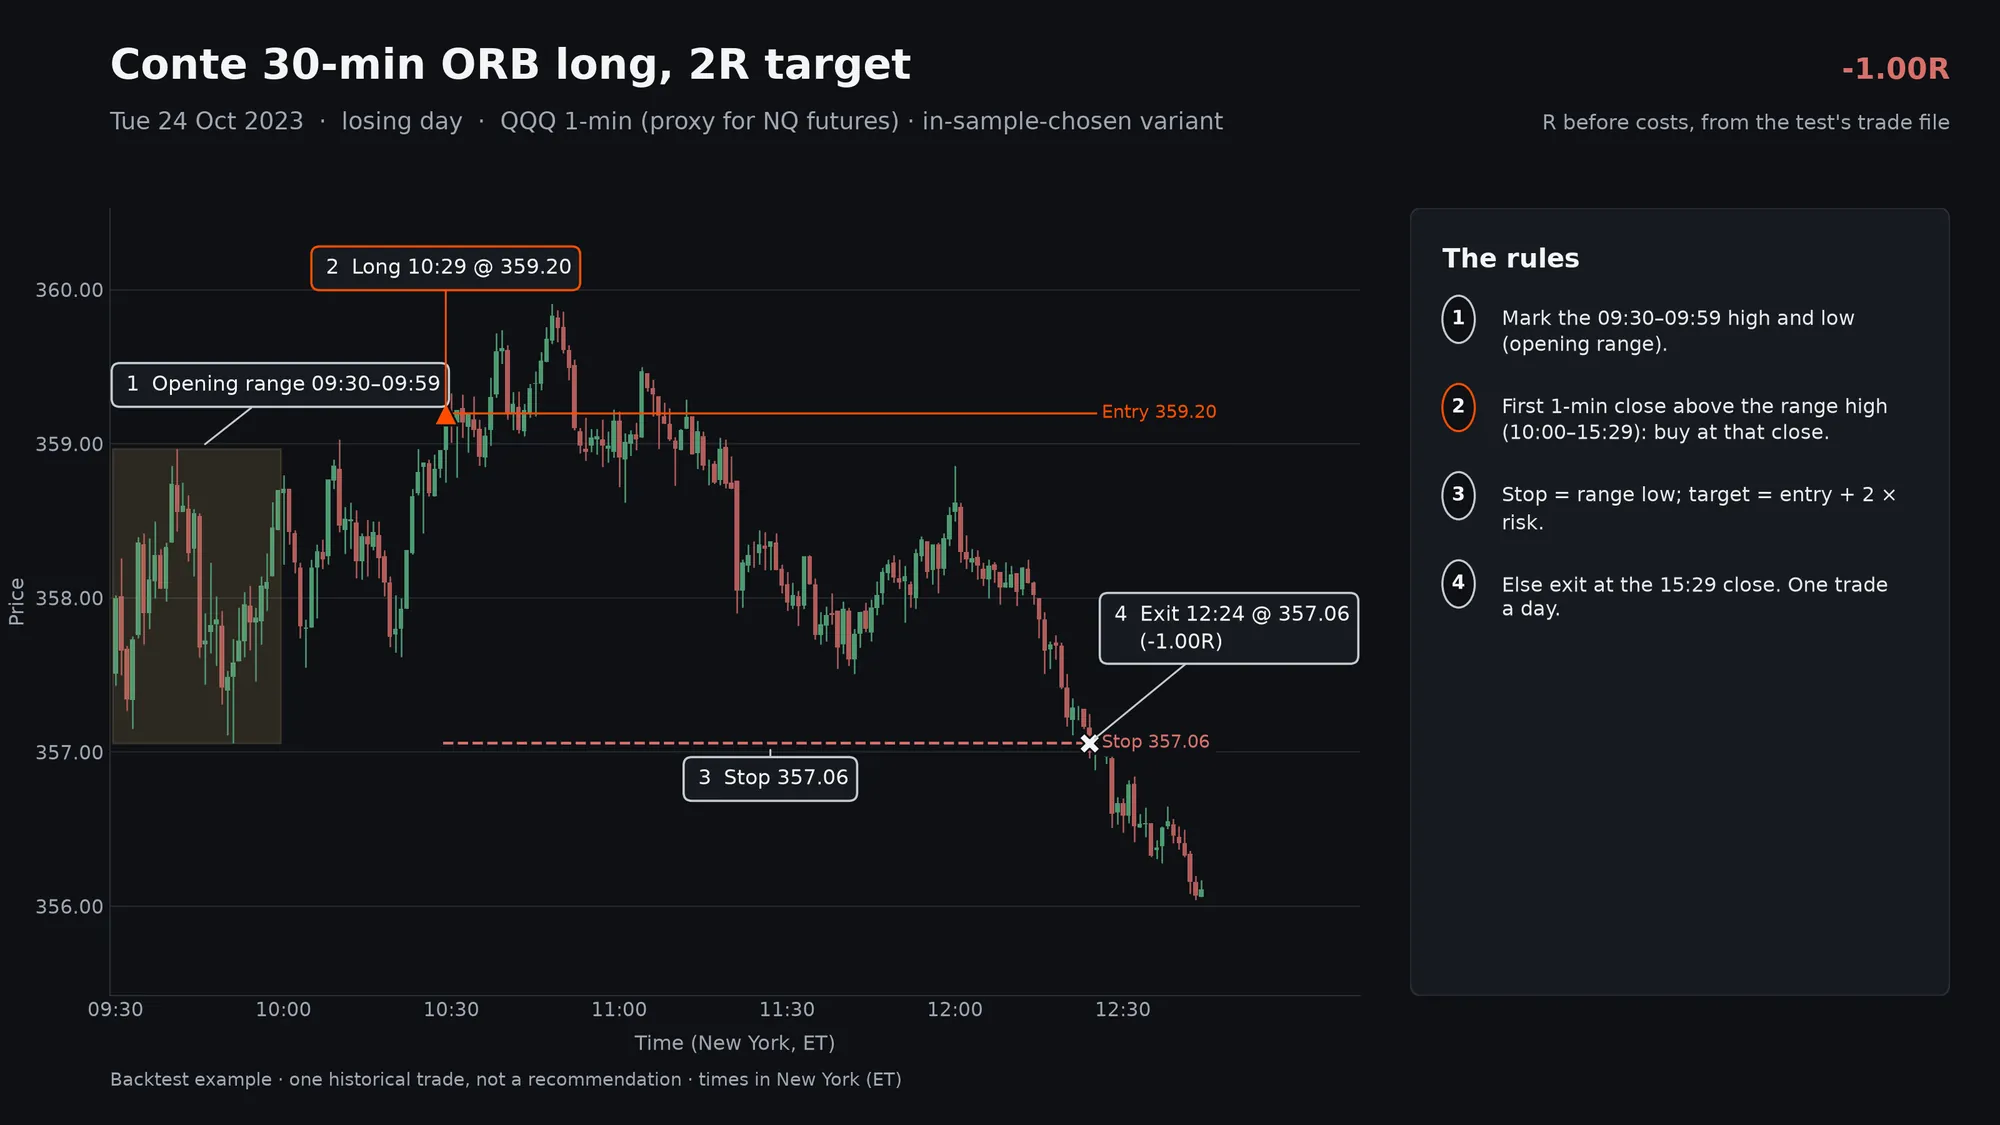 Conte 30-min ORB long, 2R target
-1.00R
Tue 24 Oct 2023 · losing day · QQQ 1-min (proxy for NQ futures) · in-sample-chosen variant
R before costs, from the test's trade file
2 Long 10:29 @ 359.20
1 Opening range 09:30–09:59
Entry 359.20
4 Exit 12:24 @ 357.06
(-1.00R)
Stop 357.06
3 Stop 357.06
Price
360.00
359.00
358.00
357.00
356.00
09:30
10:00
10:30
11:00
11:30
12:00
12:30
Time (New York, ET)
The rules
1 Mark the 09:30–09:59 high and low
(opening range).
2 First 1-min close above the range high
(10:00–15:29): buy at that close.
3 Stop = range low; target = entry + 2 ×
risk.
4 Else exit at the 15:29 close. One trade
a day.
Backtest example · one historical trade, not a recommendation · times in New York (ET)